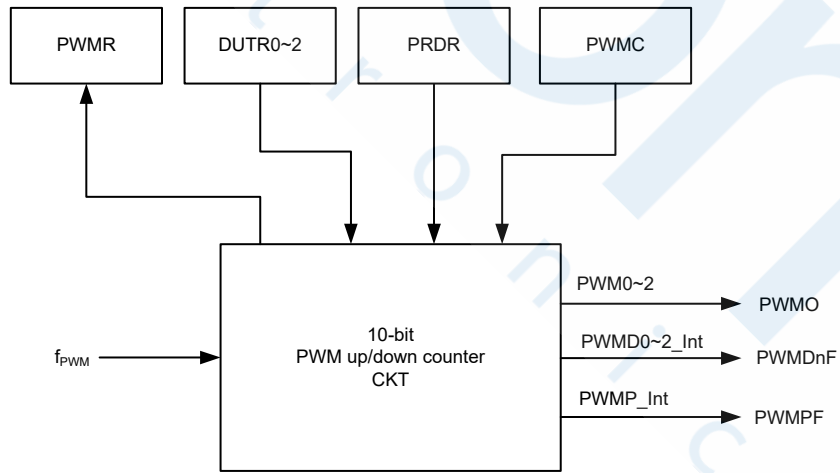 PWMR
DUTR0~2
PRDR
PWMC
10-bit
PWM up/down counter
CKT
fPWM
PWM0~2
PWMO
PWMD0~2_Int
PWMDnF
PWMP_Int
PWMPF